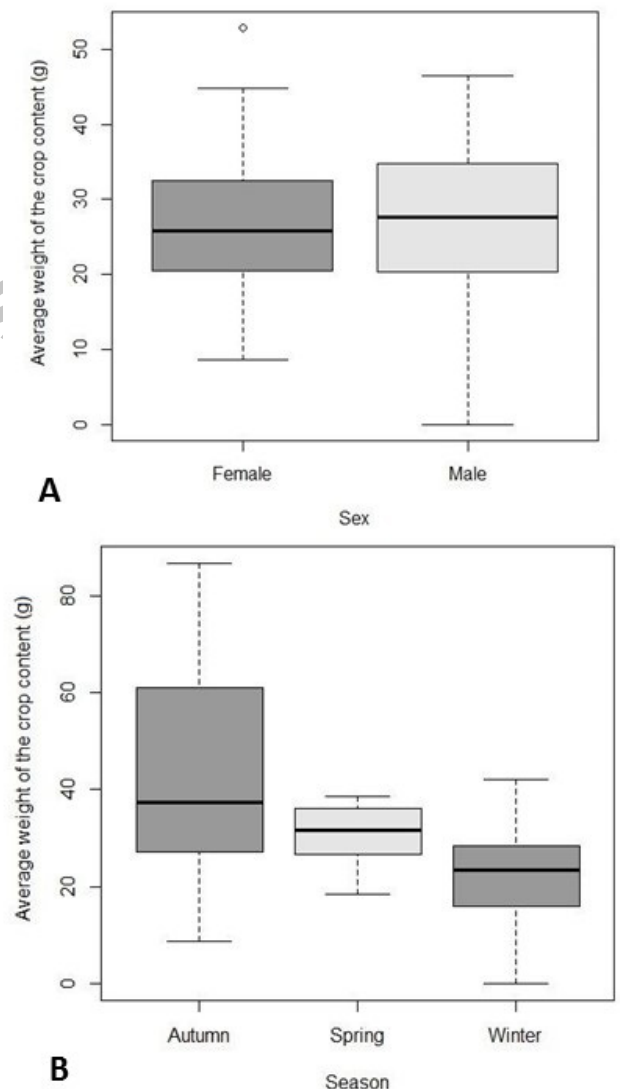 Average weight of the crop content (g)
50
40
30
20
10
0
Female
Male
A
Sex
Average weight of the crop content (g)
80
60
40
20
0
Autumn
Spring
Winter
B
Season